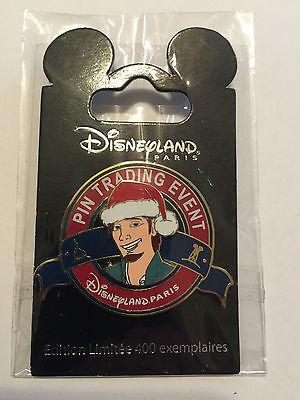 Disneyland
PARIS
PIN TRADING EVENT
Disneyland PARIS
Edition Limitée 400 exemplaires